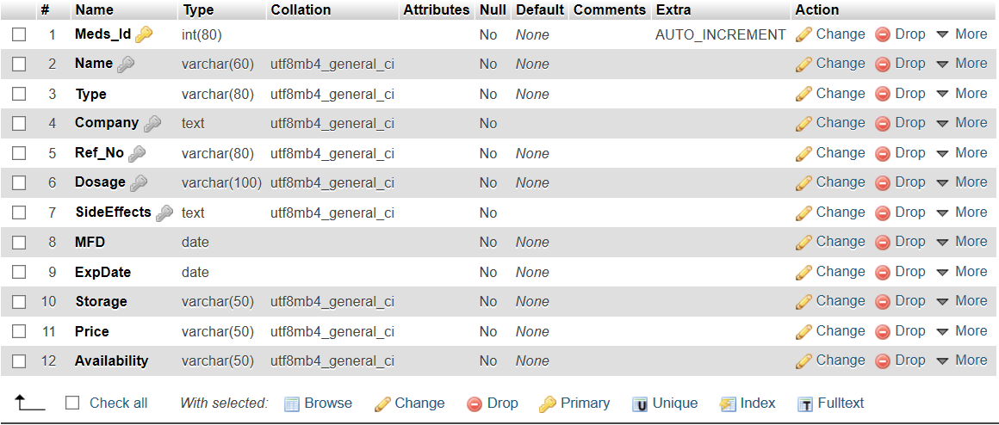 # Name Type Collation Attributes Null Default Comments Extra Action
1 Meds_Id int(80) No None AUTO_INCREMENT Change Drop More
2 Name varchar(60) utf8mb4_general_ci No None Change Drop More
3 Type varchar(80) utf8mb4_general_ci No None Change Drop More
4 Company text utf8mb4_general_ci No Change Drop More
5 Ref_No varchar(80) utf8mb4_general_ci No None Change Drop More
6 Dosage varchar(100) utf8mb4_general_ci No None Change Drop More
7 SideEffects text utf8mb4_general_ci No Change Drop More
8 MFD date No None Change Drop More
9 ExpDate date No None Change Drop More
10 Storage varchar(50) utf8mb4_general_ci No None Change Drop More
11 Price varchar(50) utf8mb4_general_ci No None Change Drop More
12 Availability varchar(50) utf8mb4_general_ci No None Change Drop More
Check all With selected: Browse Change Drop Primary U Unique Index T Fulltext